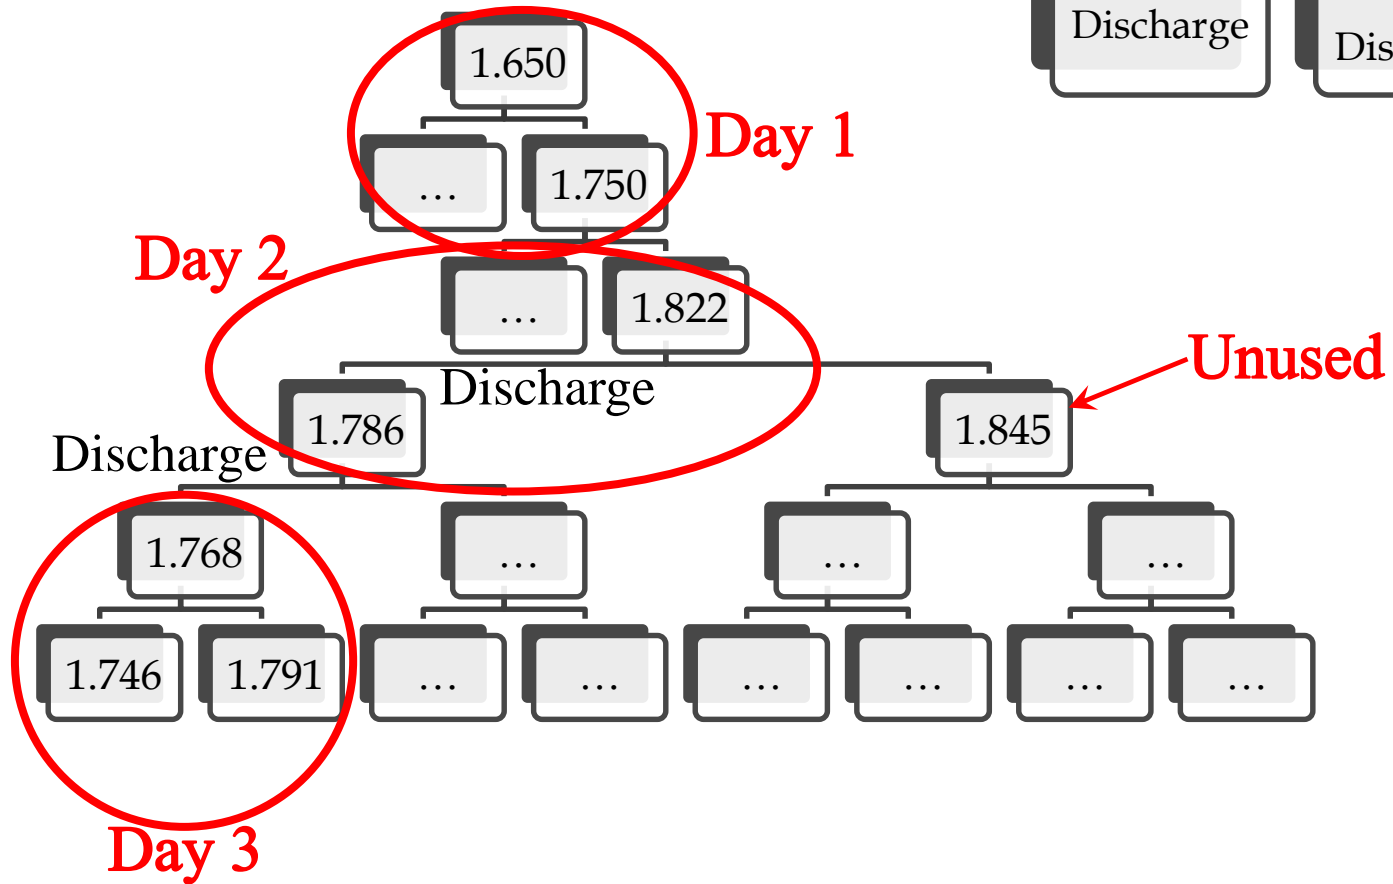 Discharge
1.650
Day 1
… 1.750
Day 2
… 1.822
Unused
Discharge
1.786 1.845
Discharge
1.768 … … …
1.746 1.791 … … … … … …
Day 3